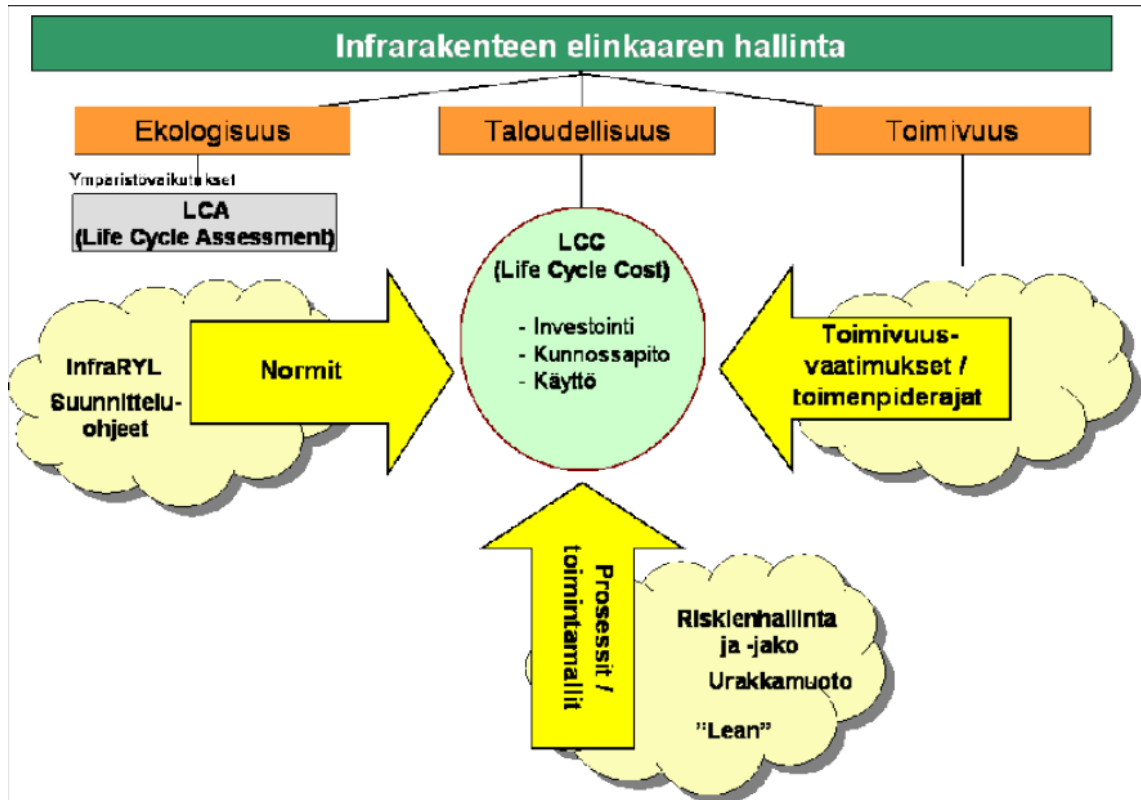 Infrarakenteen elinkaaren hallinta
Ekologisuus
Taloudellisuus
Toimivuus
Ympäristövaikutukset
LCA
(Life Cycle Assessment)
LCC
(Life Cycle Cost)
- Investointi
- Kunnossapito
- Käyttö
InfraRYL
Suunnittelu-
ohjeet
Normit
Toimivuus-
vaatimukset /
toimenpiderajat
Prosessit /
toimintamallit
Riskienhallinta
ja -jako
Urakkamuoto
"Lean"